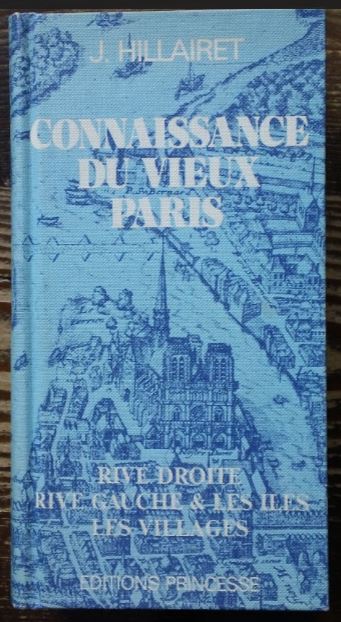 J. HILLAIRET
CONNAISSANCE
DU VIEUX
PARIS
RIVE DROITE
RIVE GAUCHE & LES ILES
LES VILLAGES
EDITIONS PRINCESSE